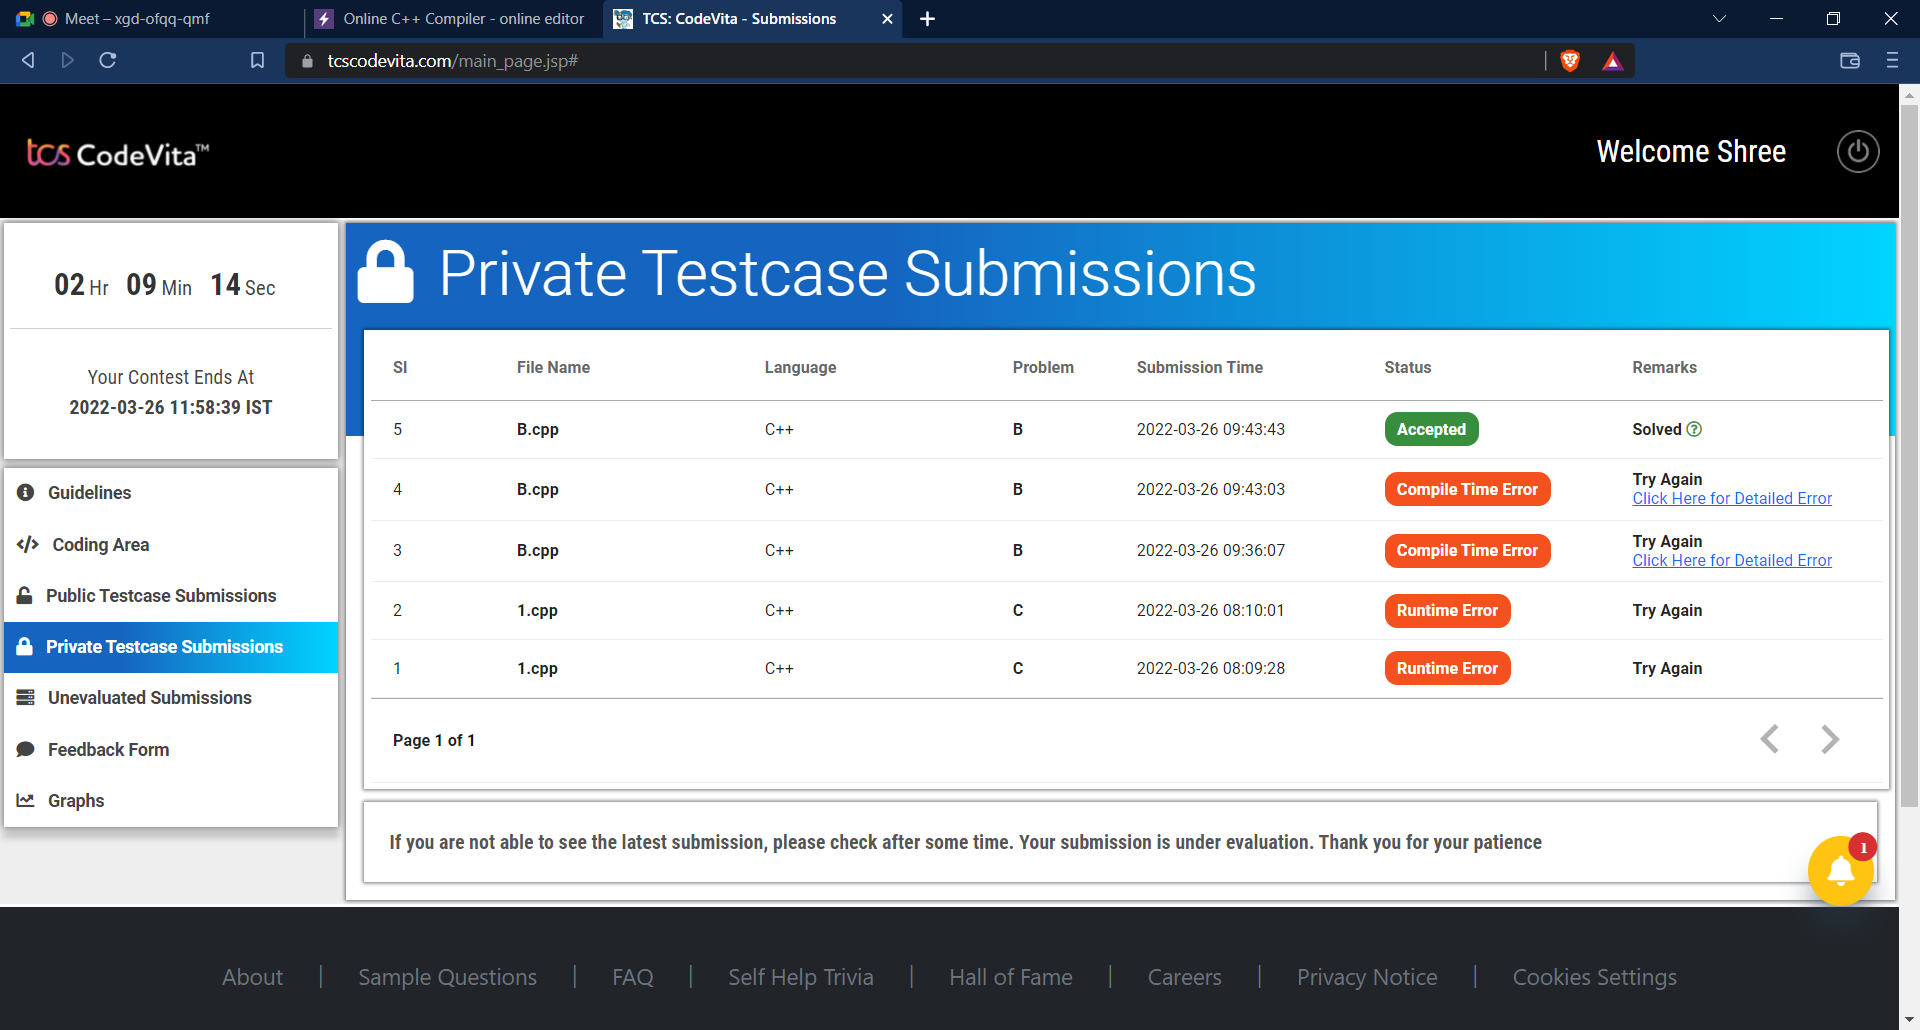 Meet – xgd-ofqq-qmf
Online C++ Compiler - online editor
TCS: CodeVita - Submissions
tcscodevita.com/main_page.jsp#
tcs CodeVita™
Welcome Shree
02 Hr 09 Min 14 Sec
Your Contest Ends At
2022-03-26 11:58:39 IST
Guidelines
Coding Area
Public Testcase Submissions
Private Testcase Submissions
Unevaluated Submissions
Feedback Form
Graphs
Private Testcase Submissions
Sl File Name Language Problem Submission Time Status Remarks
5 B.cpp C++ B 2022-03-26 09:43:43 Accepted Solved
4 B.cpp C++ B 2022-03-26 09:43:03 Compile Time Error Try Again
Click Here for Detailed Error
3 B.cpp C++ B 2022-03-26 09:36:07 Compile Time Error Try Again
Click Here for Detailed Error
2 1.cpp C++ C 2022-03-26 08:10:01 Runtime Error Try Again
1 1.cpp C++ C 2022-03-26 08:09:28 Runtime Error Try Again
Page 1 of 1
If you are not able to see the latest submission, please check after some time. Your submission is under evaluation. Thank you for your patience
1
About | Sample Questions | FAQ | Self Help Trivia | Hall of Fame | Careers | Privacy Notice | Cookies Settings